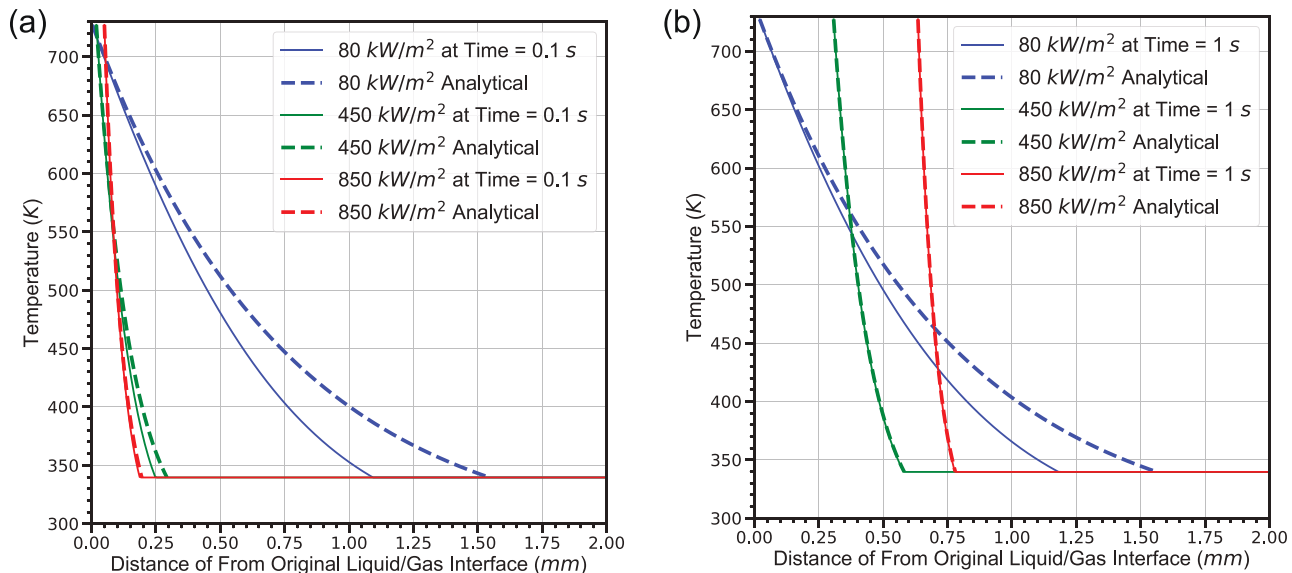 (a)
80 kW/m² at Time = 0.1 s
80 kW/m² Analytical
450 kW/m² at Time = 0.1 s
450 kW/m² Analytical
850 kW/m² at Time = 0.1 s
850 kW/m² Analytical
Temperature (K)
700
650
600
550
500
450
400
350
300
0.00 0.25 0.50 0.75 1.00 1.25 1.50 1.75 2.00
Distance of From Original Liquid/Gas Interface (mm)
(b)
80 kW/m² at Time = 1 s
80 kW/m² Analytical
450 kW/m² at Time = 1 s
450 kW/m² Analytical
850 kW/m² at Time = 1 s
850 kW/m² Analytical
Temperature (K)
700
650
600
550
500
450
400
350
300
0.00 0.25 0.50 0.75 1.00 1.25 1.50 1.75 2.00
Distance of From Original Liquid/Gas Interface (mm)